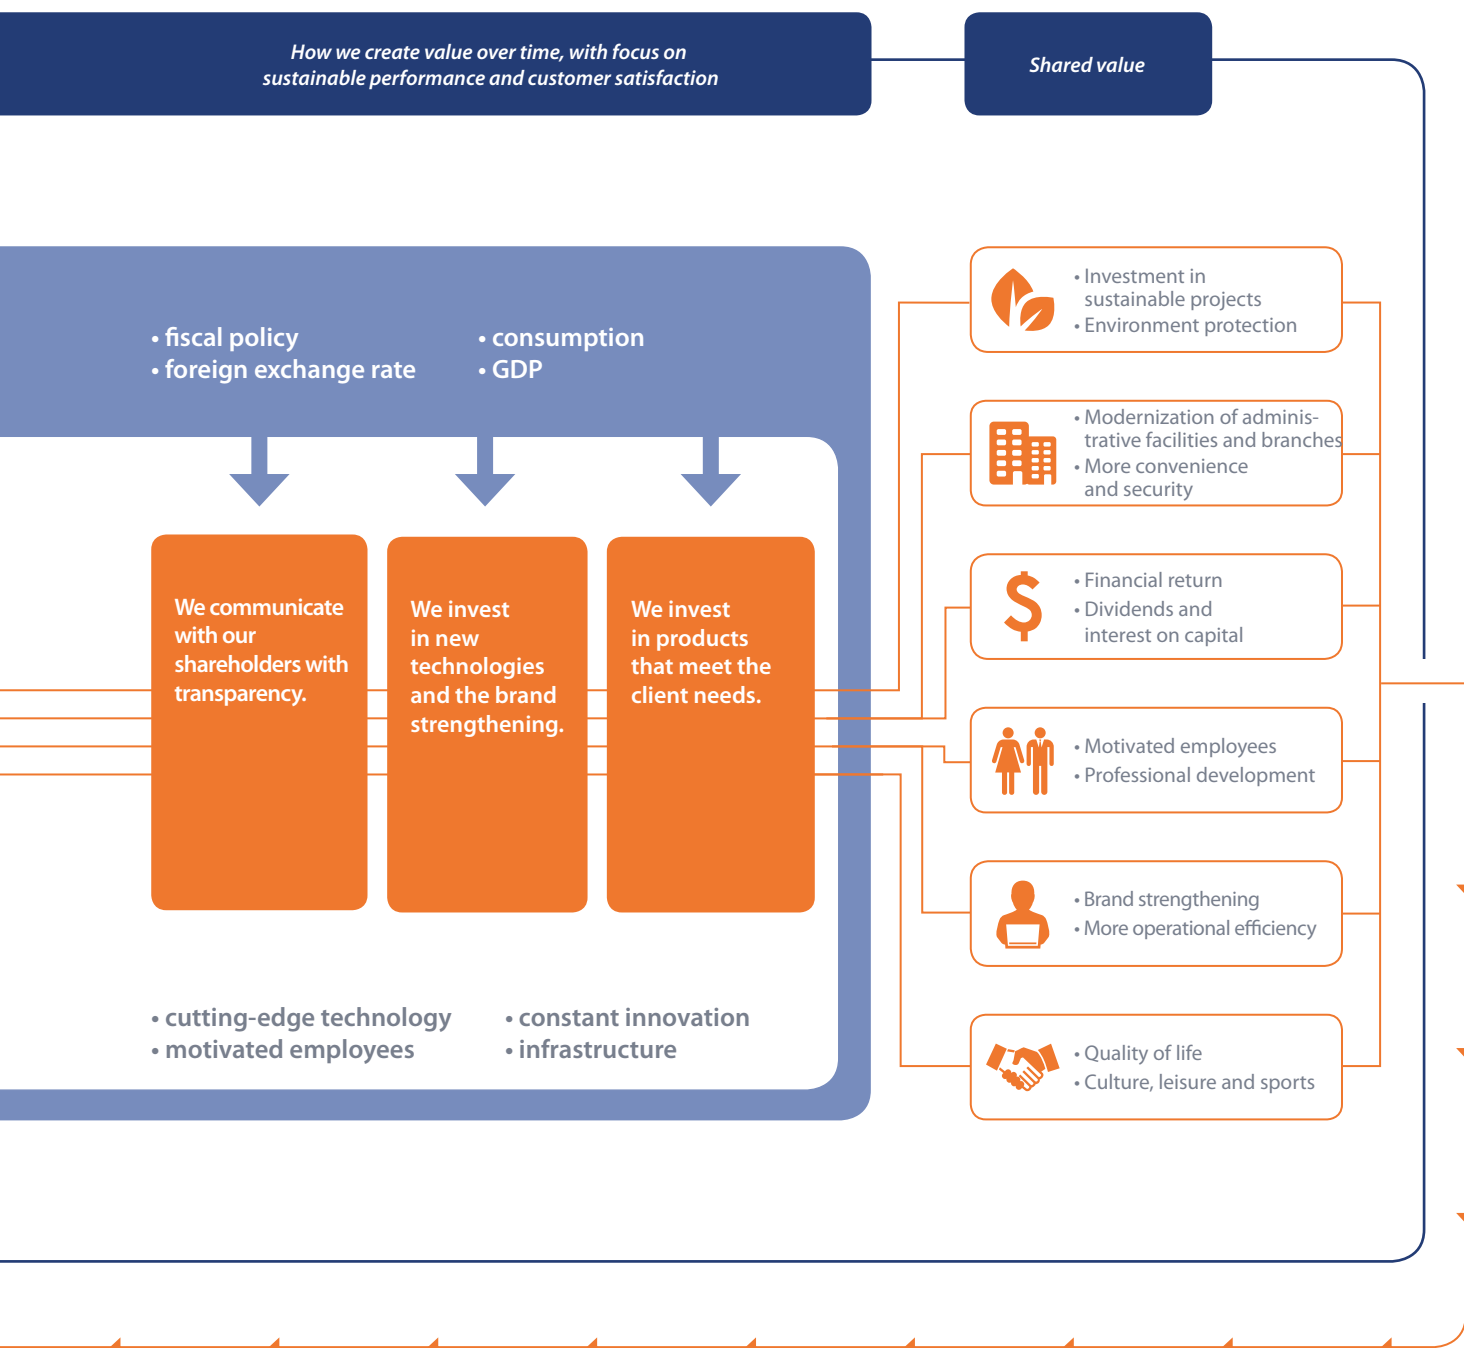 How we create value over time, with focus on
sustainable performance and customer satisfaction
Shared value
• fiscal policy
• foreign exchange rate
• consumption
• GDP
We communicate
with our
shareholders with
transparency.
We invest
in new
technologies
and the brand
strengthening.
We invest
in products
that meet the
client needs.
• cutting-edge technology
• motivated employees
• constant innovation
• infrastructure
• Investment in
sustainable projects
• Environment protection
• Modernization of adminis-
trative facilities and branches
• More convenience
and security
• Financial return
• Dividends and
interest on capital
• Motivated employees
• Professional development
• Brand strengthening
• More operational efficiency
• Quality of life
• Culture, leisure and sports